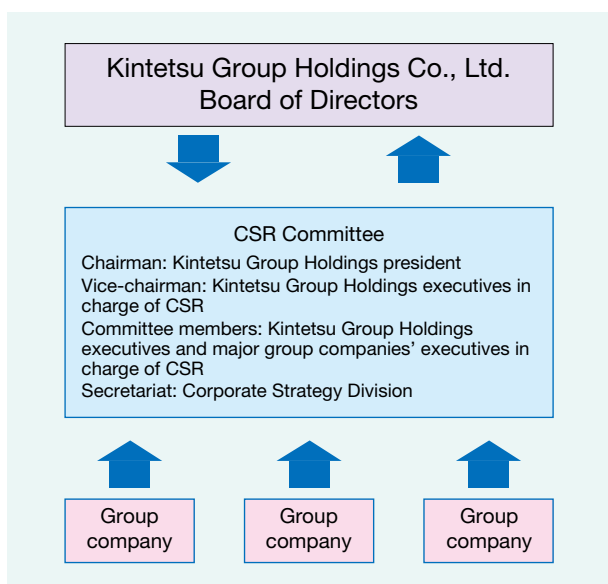 Kintetsu Group Holdings Co., Ltd.
Board of Directors
CSR Committee
Chairman: Kintetsu Group Holdings president
Vice-chairman: Kintetsu Group Holdings executives in
charge of CSR
Committee members: Kintetsu Group Holdings
executives and major group companies’ executives in
charge of CSR
Secretariat: Corporate Strategy Division
Group
company
Group
company
Group
company